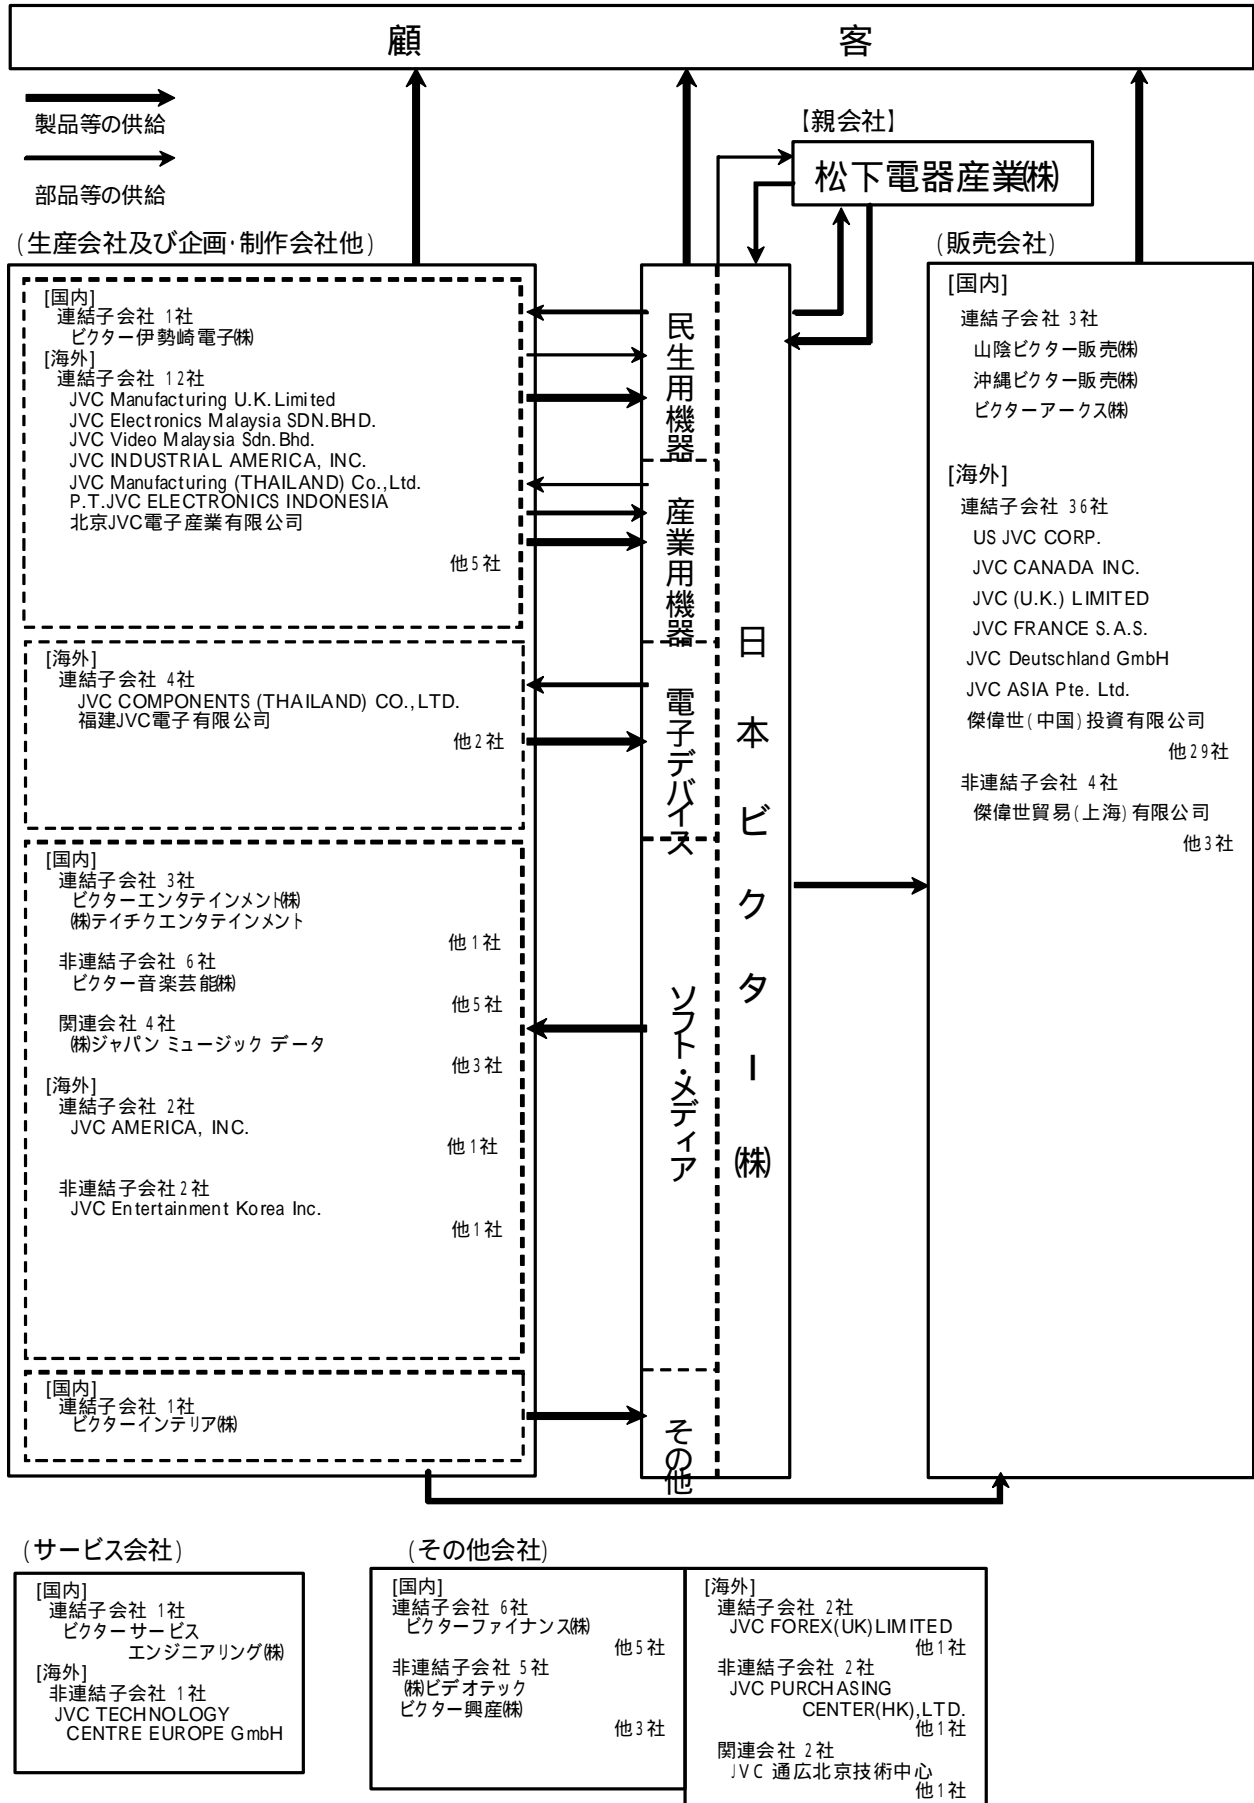 顧 客
製品等の供給
部品等の供給
【親会社】
松下電器産業㈱
(生産会社及び企画・制作会社他)
[国内]
連結子会社 1社
ビクター伊勢崎電子㈱
[海外]
連結子会社 12社
JVC Manufacturing U.K.Limited
JVC Electronics Malaysia SDN.BHD.
JVC Video Malaysia Sdn.Bhd.
JVC INDUSTRIAL AMERICA, INC.
JVC Manufacturing (THAILAND) Co.,Ltd.
P.T.JVC ELECTRONICS INDONESIA
北京JVC電子産業有限公司
他5社
[海外]
連結子会社 4社
JVC COMPONENTS (THAILAND) CO.,LTD.
福建JVC電子有限公司
他2社
[国内]
連結子会社 3社
ビクターエンタテインメント㈱
㈱テイチクエンタテインメント
他1社
非連結子会社 6社
ビクター音楽芸能㈱
他5社
関連会社 4社
㈱ジャパン ミュージック データ
他3社
[海外]
連結子会社 2社
JVC AMERICA, INC.
他1社
非連結子会社2社
JVC Entertainment Korea Inc.
他1社
[国内]
連結子会社 1社
ビクターインテリア㈱
民生用機器
産業用機器
電子デバイス
ソフト・メディア
その他
日本ビクター㈱
(販売会社)
[国内]
連結子会社 3社
山陰ビクター販売㈱
沖縄ビクター販売㈱
ビクターアークス㈱
[海外]
連結子会社 36社
US JVC CORP.
JVC CANADA INC.
JVC (U.K.) LIMITED
JVC FRANCE S.A.S.
JVC Deutschland GmbH
JVC ASIA Pte. Ltd.
傑偉世(中国)投資有限公司
他29社
非連結子会社 4社
傑偉世貿易(上海)有限公司
他3社
(サービス会社)
[国内]
連結子会社 1社
ビクターサービス
エンジニアリング㈱
[海外]
非連結子会社 1社
JVC TECHNOLOGY
CENTRE EUROPE GmbH
(その他会社)
[国内]
連結子会社 6社
ビクターファイナンス㈱
他5社
非連結子会社 5社
㈱ビデオテック
ビクター興産㈱
他3社
[海外]
連結子会社 2社
JVC FOREX(UK)LIMITED
他1社
非連結子会社 2社
JVC PURCHASING
CENTER(HK),LTD.
他1社
関連会社 2社
JVC 通広北京技術中心
他1社